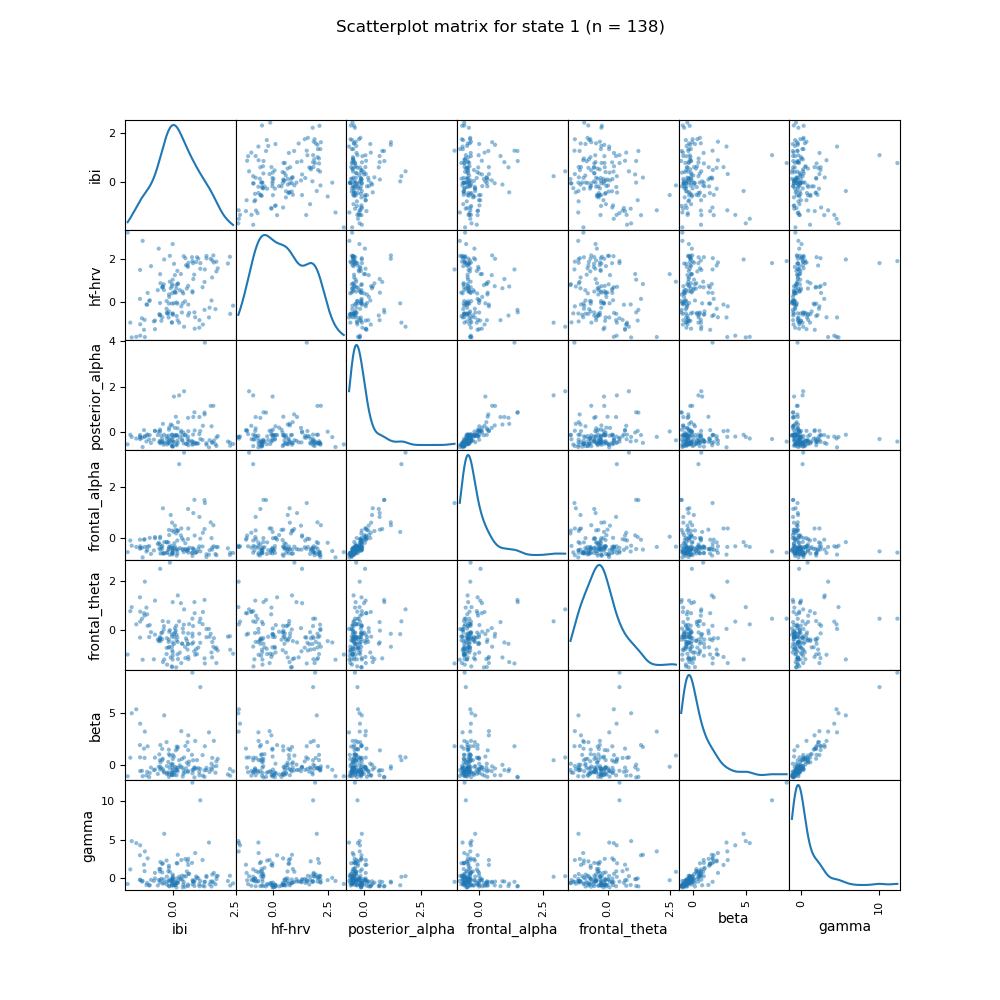 Scatterplot matrix for state 1 (n = 138)
ibi
2
0
hf-hrv
2
0
posterior_alpha
4
2
0
frontal_alpha
2
0
frontal_theta
2
0
beta
5
0
gamma
10
5
0
0.0 2.5 0.0 2.5 0.0 2.5 0.0 2.5 0.0 2.5 0 5 0 10
ibi hf-hrv posterior_alpha frontal_alpha frontal_theta beta gamma